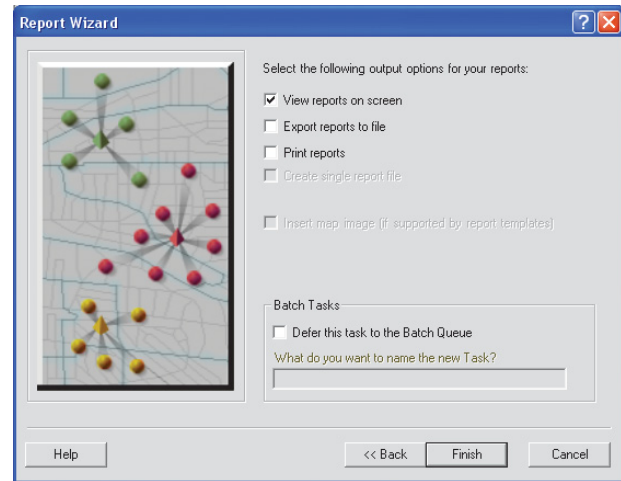 Report Wizard
Select the following output options for your reports:
View reports on screen
Export reports to file
Print reports
Create single report file
Insert map image (if supported by report templates)
Batch Tasks
Defer this task to the Batch Queue
What do you want to name the new Task?
Help
<< Back
Finish
Cancel